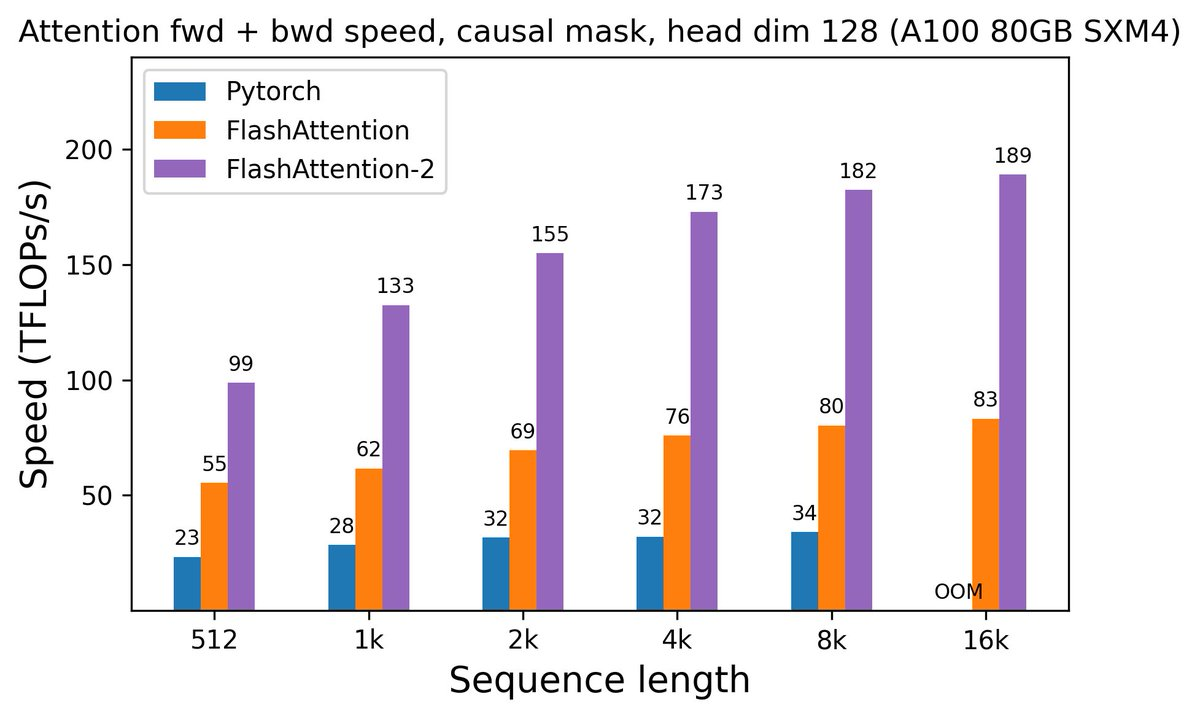 Attention fwd + bwd speed, causal mask, head dim 128 (A100 80GB SXM4)
Pytorch
FlashAttention
FlashAttention-2
Speed (TFLOPs/s)
200
150
100
50
23
55
99
28
62
133
32
69
155
32
76
173
34
80
182
OOM
83
189
512
1k
2k
4k
8k
16k
Sequence length